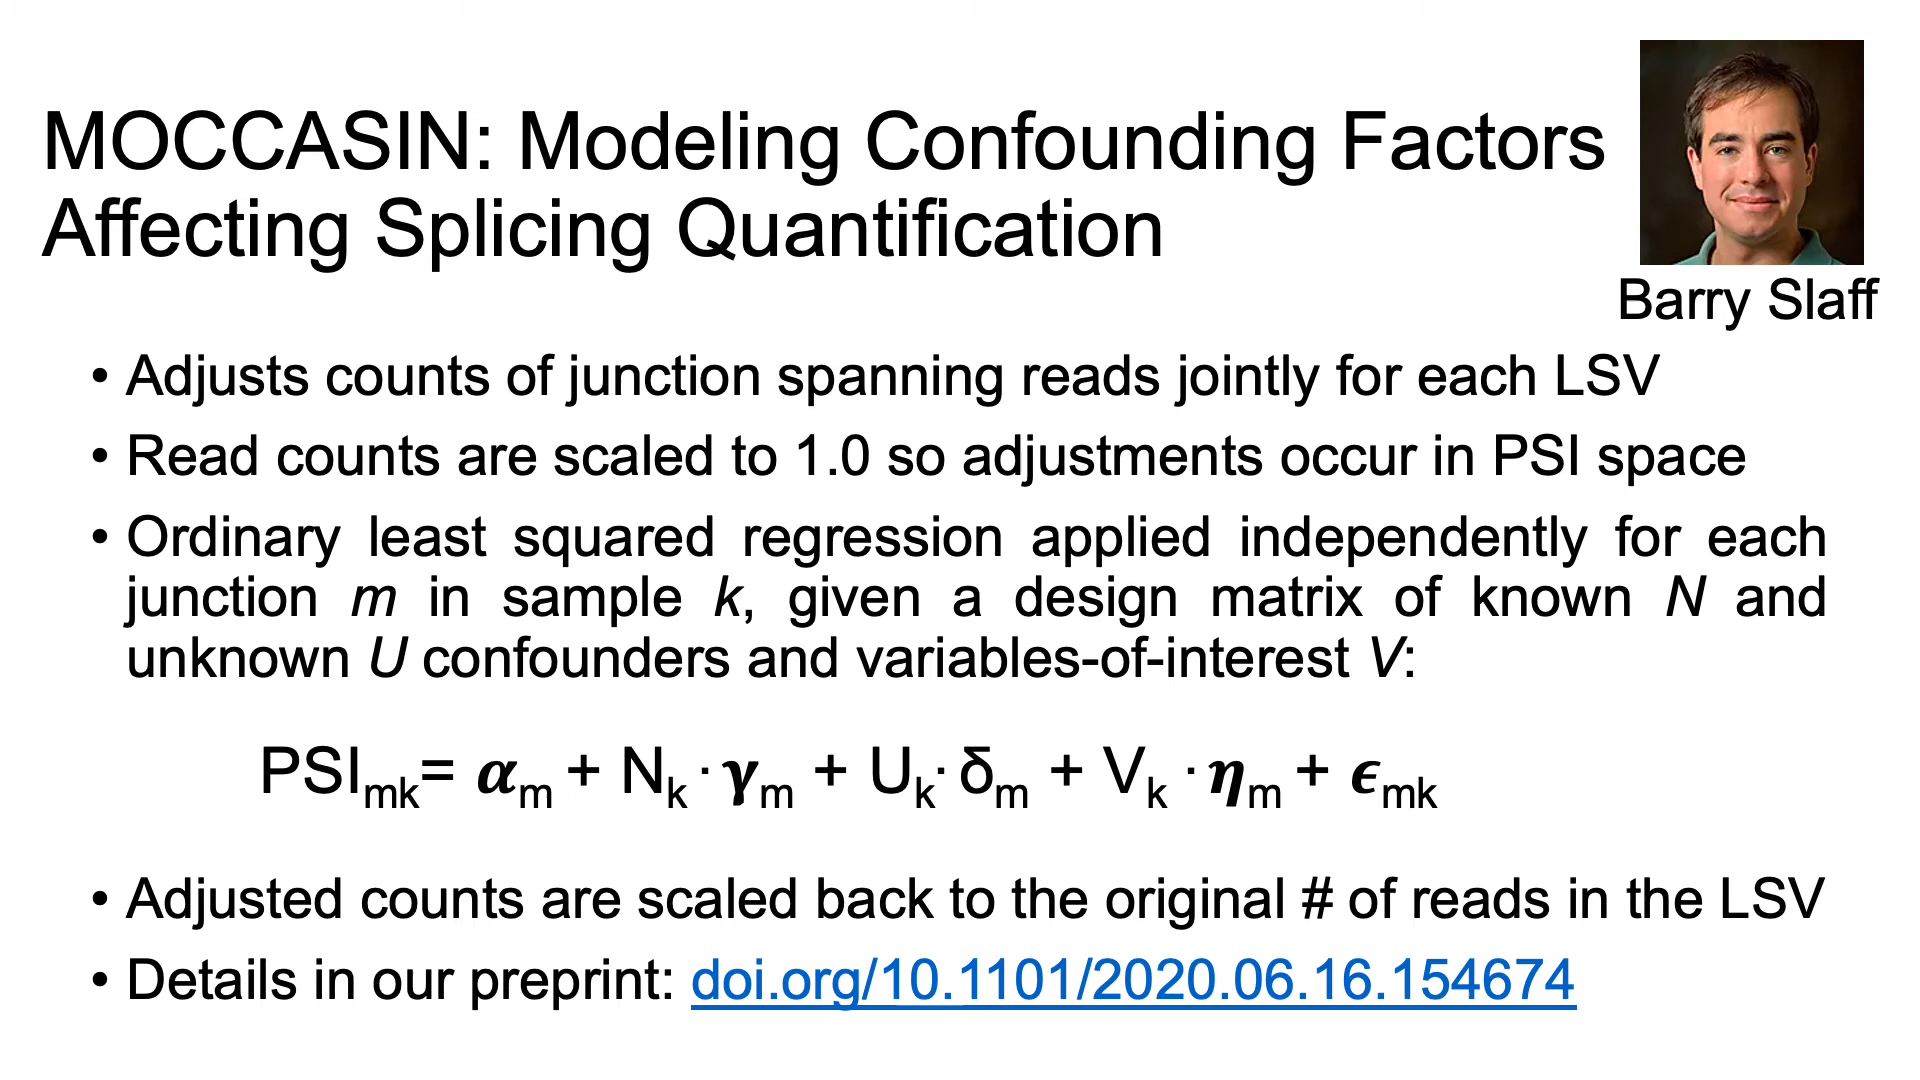 MOCCASIN: Modeling Confounding Factors
Affecting Splicing Quantification
Barry Slaff
• Adjusts counts of junction spanning reads jointly for each LSV
• Read counts are scaled to 1.0 so adjustments occur in PSI space
• Ordinary least squared regression applied independently for each
junction m in sample k, given a design matrix of known N and
unknown U confounders and variables-of-interest V:
PSIₘₖ= 𝜶ₘ + Nₖ · 𝜸ₘ + Uₖ· δₘ + Vₖ · 𝜼ₘ + 𝝐ₘₖ
• Adjusted counts are scaled back to the original # of reads in the LSV
• Details in our preprint: doi.org/10.1101/2020.06.16.154674